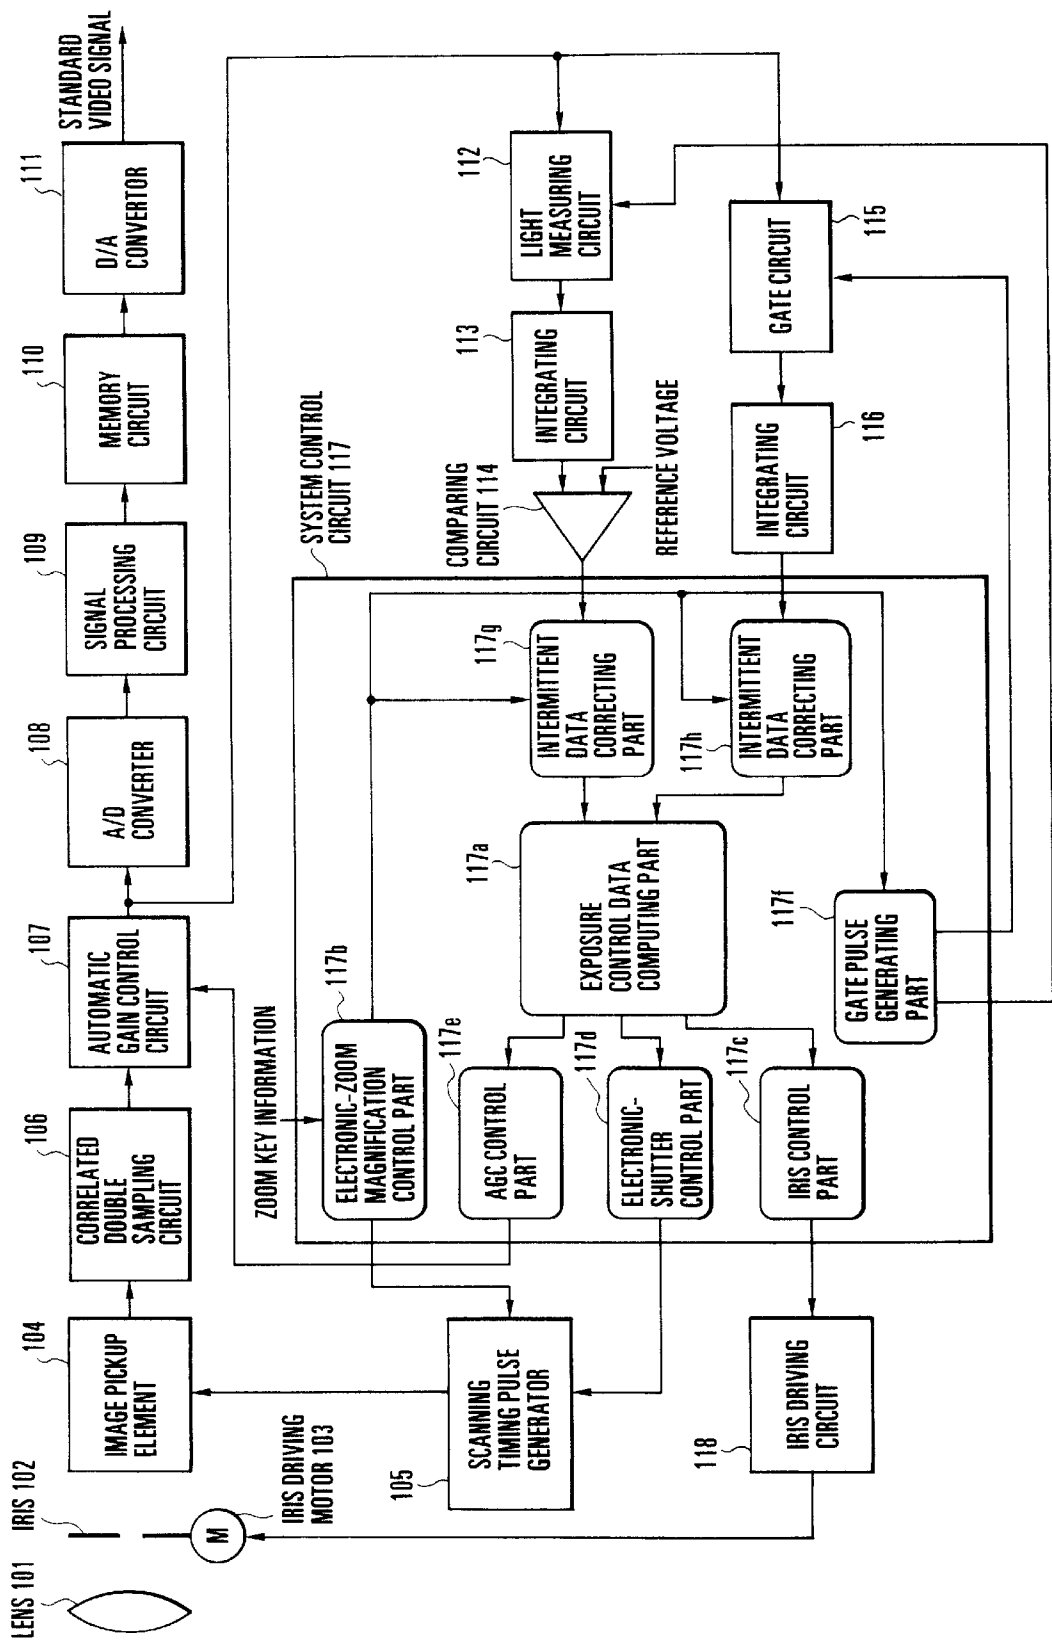 LENS 101
IRIS 102
M
IRIS DRIVING
MOTOR 103
104
IMAGE PICKUP
ELEMENT
105
SCANNING
TIMING PULSE
GENERATOR
106
CORRELATED
DOUBLE
SAMPLING
CIRCUIT
107
AUTOMATIC
GAIN CONTROL
CIRCUIT
108
A/D
CONVERTER
109
SIGNAL
PROCESSING
CIRCUIT
110
MEMORY
CIRCUIT
111
D/A
CONVERTOR
STANDARD
VIDEO SIGNAL
ZOOM KEY INFORMATION
117b
ELECTRONIC-ZOOM
MAGNIFICATION
CONTROL PART
117e
AGC CONTROL
PART
117d
ELECTRONIC-
SHUTTER
CONTROL PART
117c
IRIS CONTROL
PART
118
IRIS DRIVING
CIRCUIT
117a
EXPOSURE
CONTROL DATA
COMPUTING PART
117f
GATE PULSE
GENERATING
PART
117g
INTERMITTENT
DATA
CORRECTING
PART
117h
INTERMITTENT
DATA
CORRECTING
PART
SYSTEM CONTROL
CIRCUIT 117
COMPARING
CIRCUIT 114
REFERENCE VOLTAGE
113
INTEGRATING
CIRCUIT
112
LIGHT
MEASURING
CIRCUIT
INTEGRATING
CIRCUIT
116
GATE CIRCUIT
115